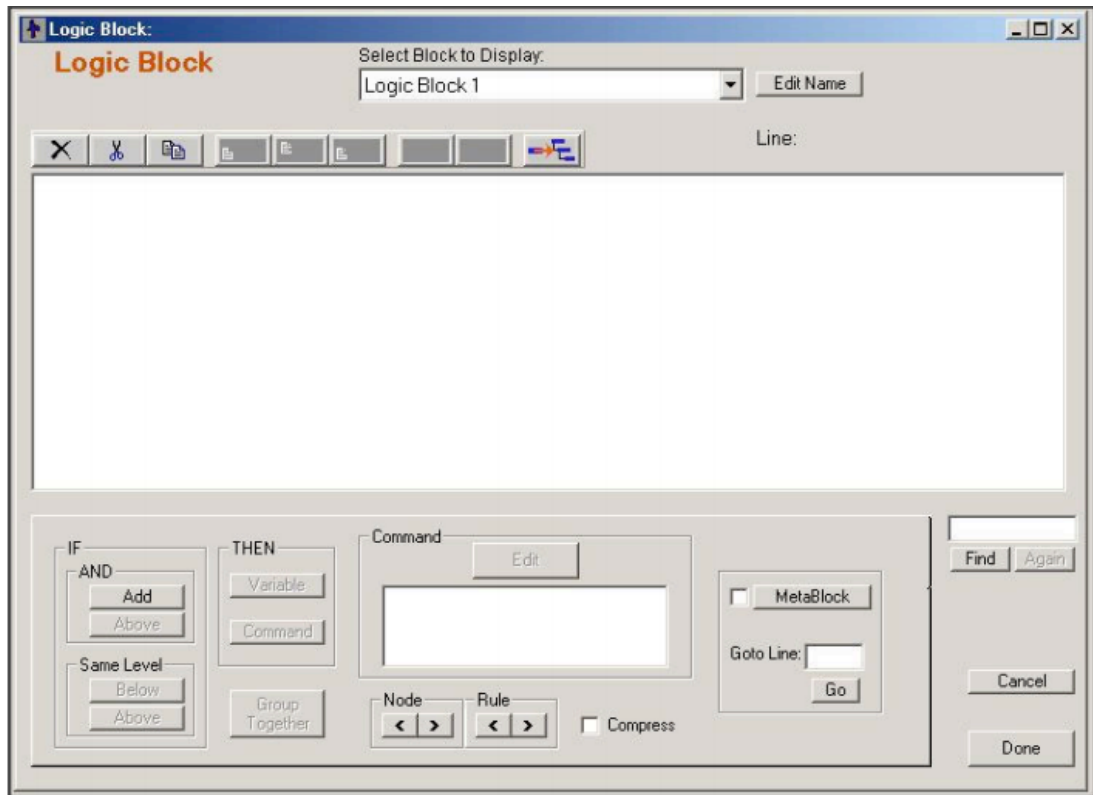 Logic Block:
Logic Block
Select Block to Display:
Logic Block 1
Edit Name
Line:
IF
AND
Add
Above
Same Level
Below
Above
THEN
Variable
Command
Group
Together
Command
Edit
Node
< >
Rule
< >
Compress
MetaBlock
Goto Line:
Go
Find
Again
Cancel
Done